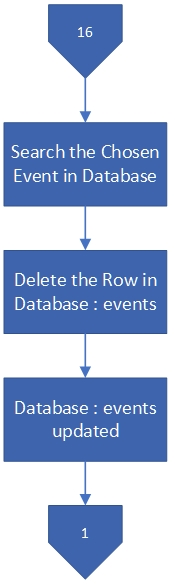 16
Search the Chosen
Event in Database
Delete the Row in
Database : events
Database : events
updated
1